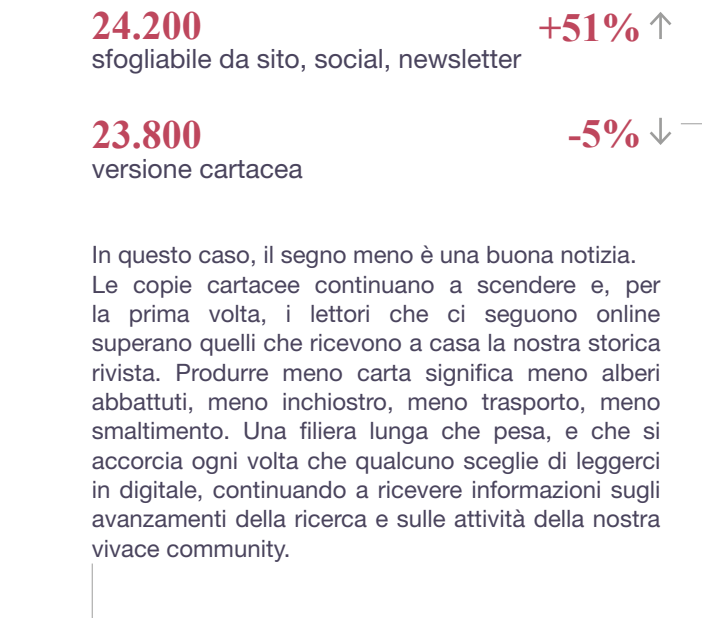 24.200 +51% ↑
sfogliabile da sito, social, newsletter
23.800 -5% ↓
versione cartacea
In questo caso, il segno meno è una buona notizia.
Le copie cartacee continuano a scendere e, per
la prima volta, i lettori che ci seguono online
superano quelli che ricevono a casa la nostra storica
rivista. Produrre meno carta significa meno alberi
abbattuti, meno inchiostro, meno trasporto, meno
smaltimento. Una filiera lunga che pesa, e che si
accorcia ogni volta che qualcuno sceglie di leggerci
in digitale, continuando a ricevere informazioni sugli
avanzamenti della ricerca e sulle attività della nostra
vivace community.